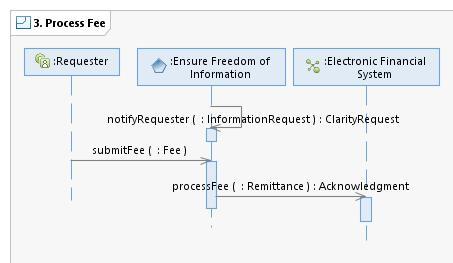 3. Process Fee
:Requester
:Ensure Freedom of
Information
:Electronic Financial
System
notifyRequester ( : InformationRequest ) : ClarityRequest
submitFee ( : Fee )
processFee ( : Remittance ) : Acknowledgment